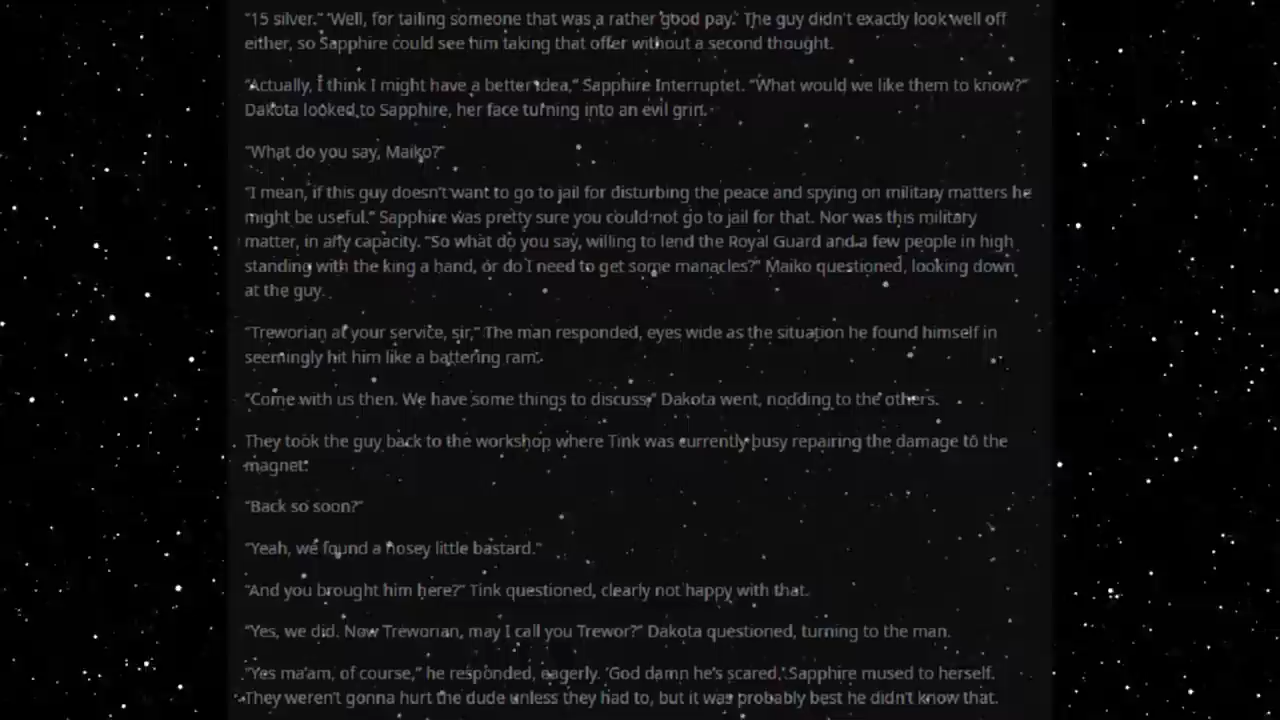 “15 silver.” ‘Well, for tailing someone that was a rather good pay.’ The guy didn’t exactly look well off
either, so Sapphire could see him taking that offer without a second thought.
“Actually, I think I might have a better idea,” Sapphire Interruptet. “What would we like them to know?”
Dakota looked to Sapphire, her face turning into an evil grin.
“What do you say, Maiko?”
“I mean, if this guy doesn’t want to go to jail for disturbing the peace and spying on military matters he
might be useful.” Sapphire was pretty sure you could not go to jail for that. Nor was this military
matter, in any capacity. “So what do you say, willing to lend the Royal Guard and a few people in high
standing with the king a hand, or do I need to get some manacles?” Maiko questioned, looking down
at the guy.
“Treworian at your service, sir,” The man responded, eyes wide as the situation he found himself in
seemingly hit him like a battering ram.
“Come with us then. We have some things to discuss,” Dakota went, nodding to the others.
They took the guy back to the workshop where Tink was currently busy repairing the damage to the
magnet.
“Back so soon?”
“Yeah, we found a nosey little bastard.”
“And you brought him here?” Tink questioned, clearly not happy with that.
“Yes, we did. Now Treworian, may I call you Trewor?” Dakota questioned, turning to the man.
“Yes ma’am, of course,” he responded, eagerly. ‘God damn he’s scared,’ Sapphire mused to herself.
They weren’t gonna hurt the dude unless they had to, but it was probably best he didn’t know that.